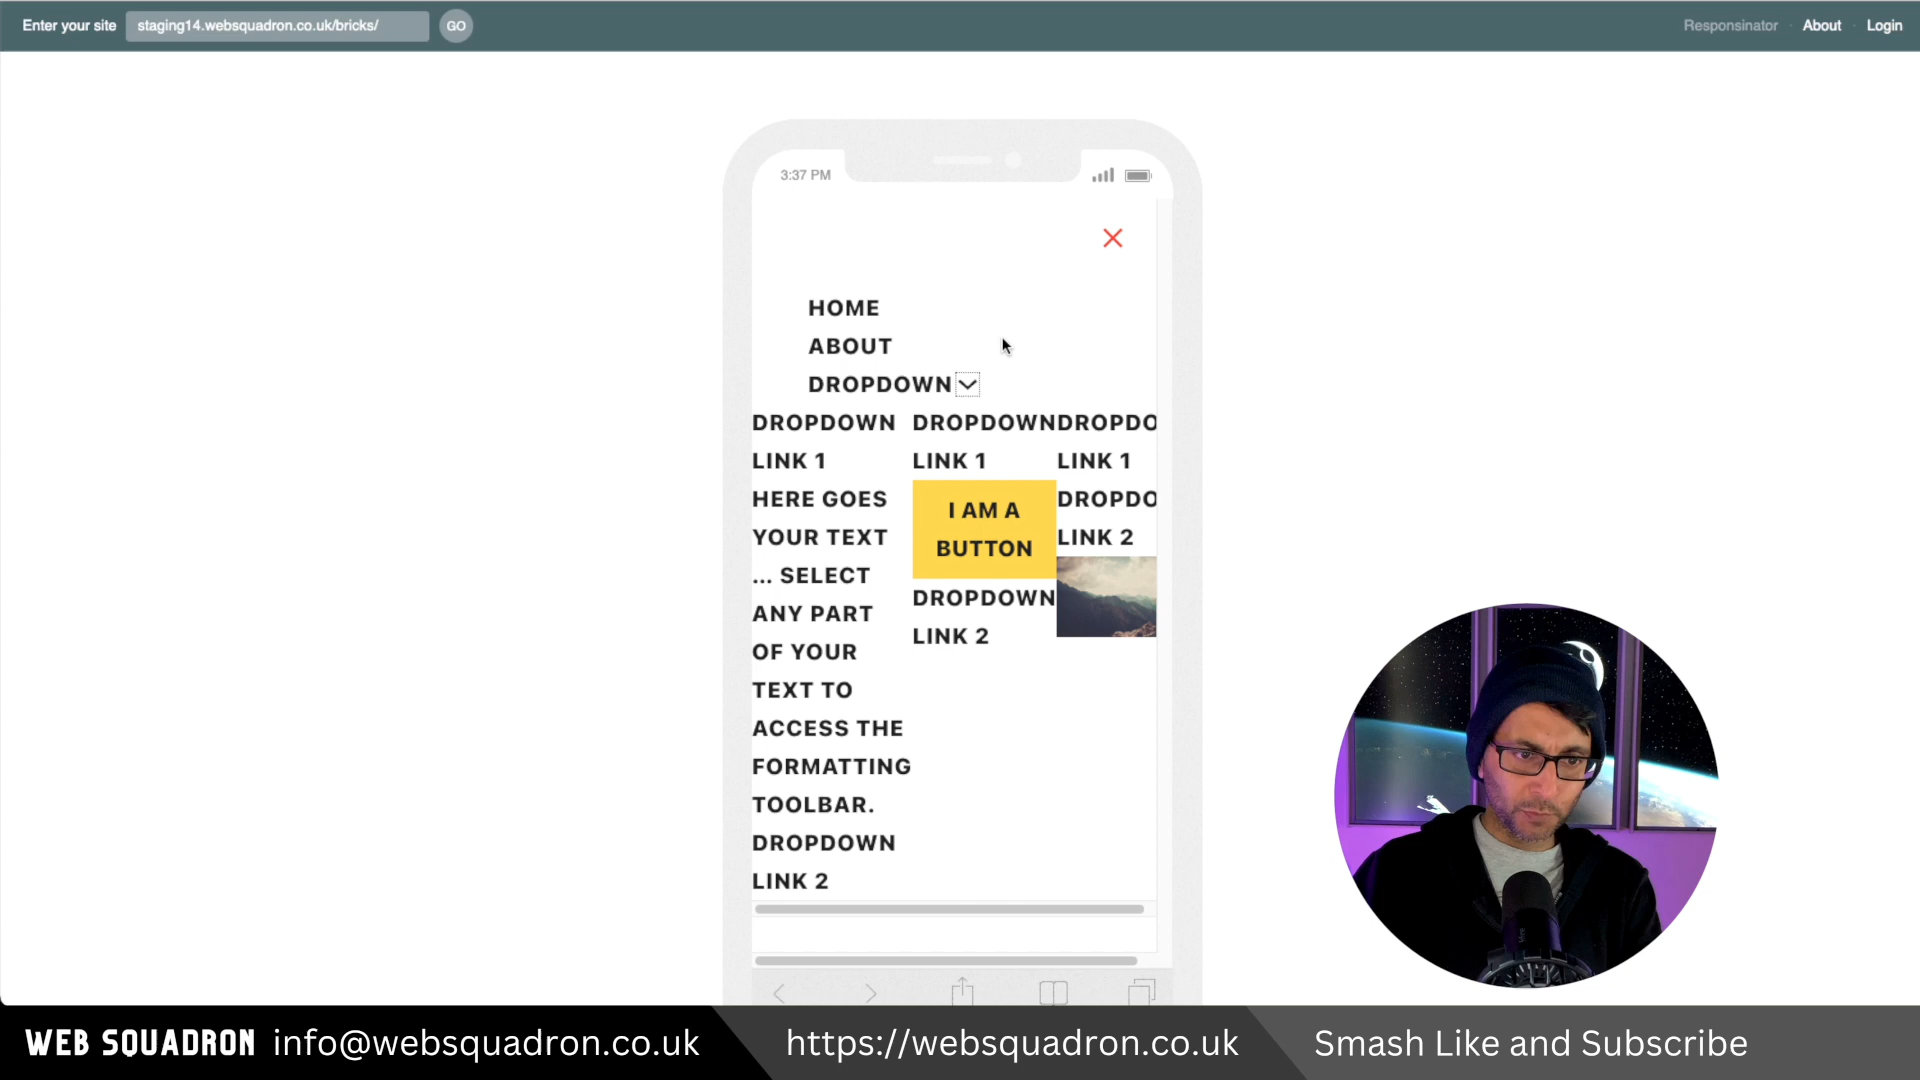 Enter your site staging14.websquadron.co.uk/bricks/ GO Responsinator · About · Login
3:37 PM
HOME
ABOUT
DROPDOWN
DROPDOWN
LINK 1
HERE GOES
YOUR TEXT
... SELECT
ANY PART
OF YOUR
TEXT TO
ACCESS THE
FORMATTING
TOOLBAR.
DROPDOWN
LINK 2
DROPDOWN
LINK 1
I AM A
BUTTON
DROPDOWN
LINK 2
DROPDO
LINK 1
DROPDO
LINK 2
WEB SQUADRON info@websquadron.co.uk https://websquadron.co.uk Smash Like and Subscribe